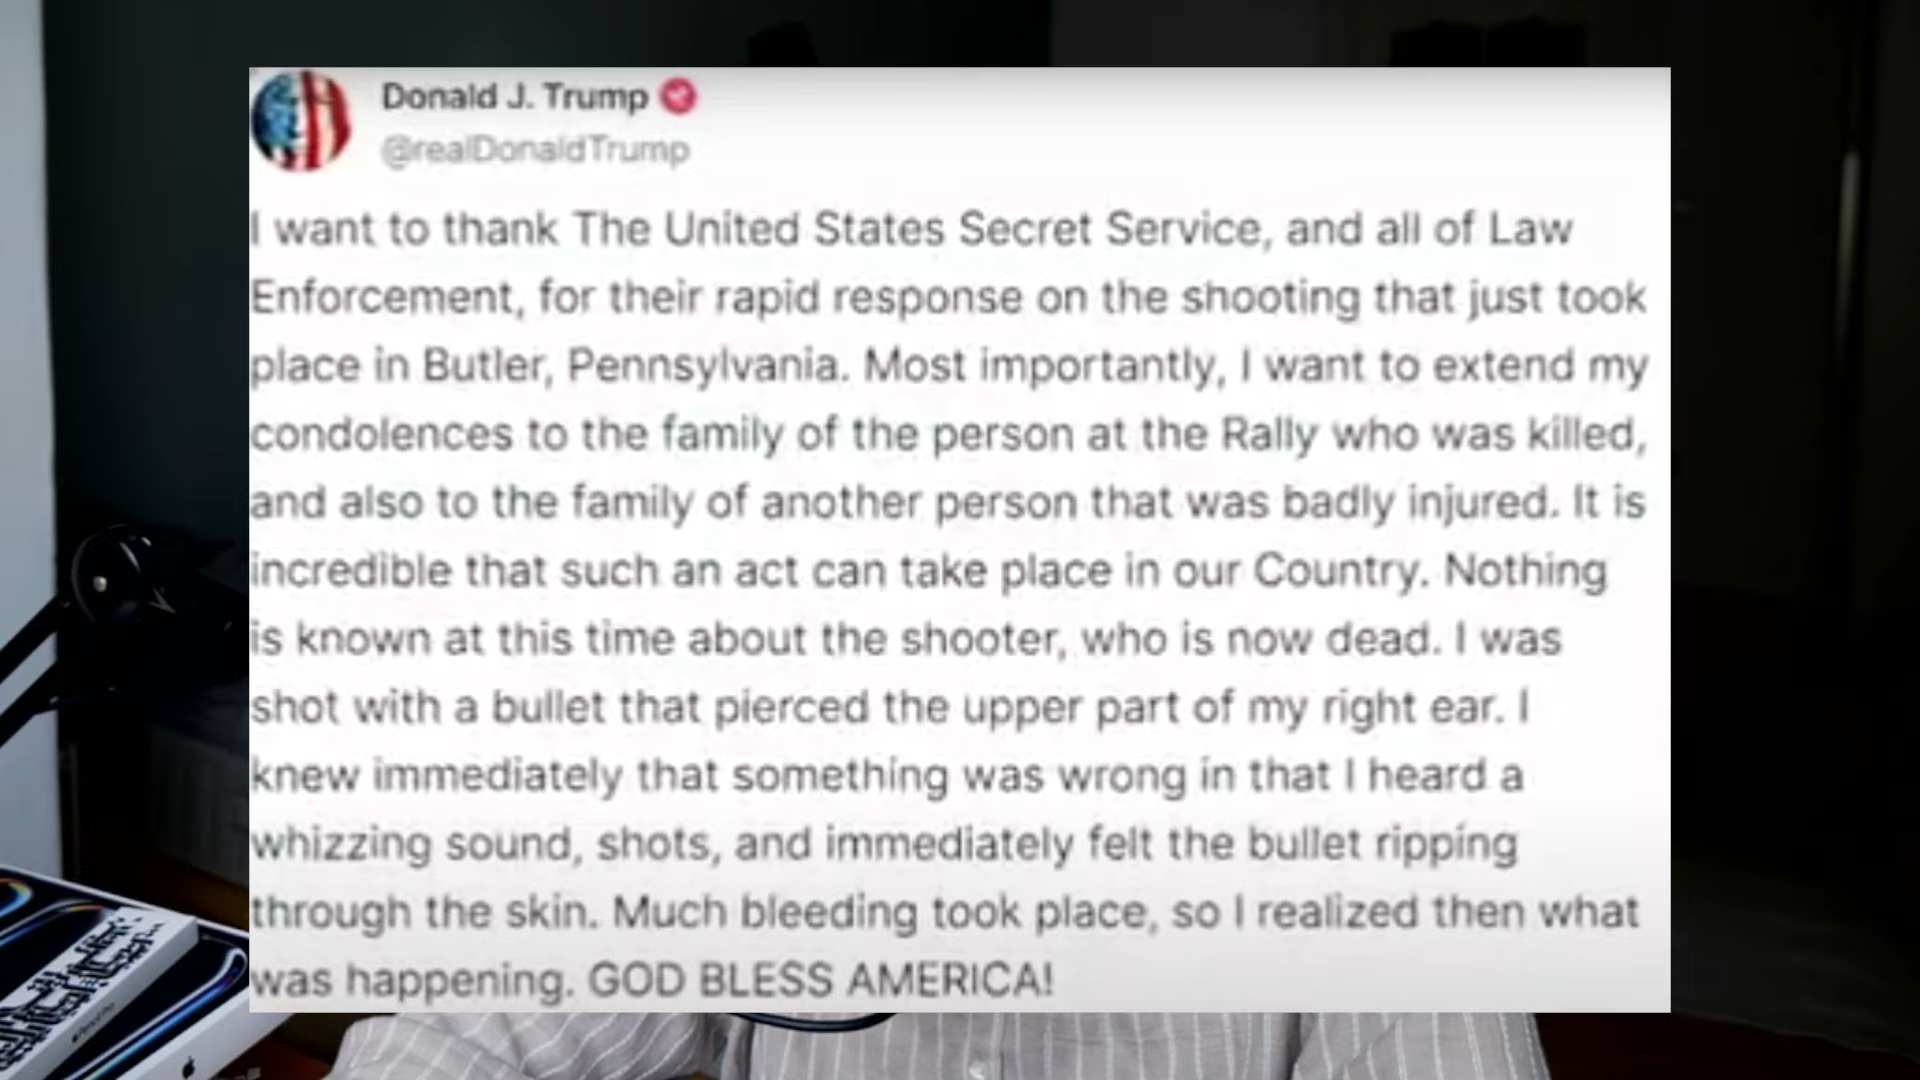 Donald J. Trump
@realDonaldTrump
I want to thank The United States Secret Service, and all of Law
Enforcement, for their rapid response on the shooting that just took
place in Butler, Pennsylvania. Most importantly, I want to extend my
condolences to the family of the person at the Rally who was killed,
and also to the family of another person that was badly injured. It is
incredible that such an act can take place in our Country. Nothing
is known at this time about the shooter, who is now dead. I was
shot with a bullet that pierced the upper part of my right ear. I
knew immediately that something was wrong in that I heard a
whizzing sound, shots, and immediately felt the bullet ripping
through the skin. Much bleeding took place, so I realized then what
was happening. GOD BLESS AMERICA!